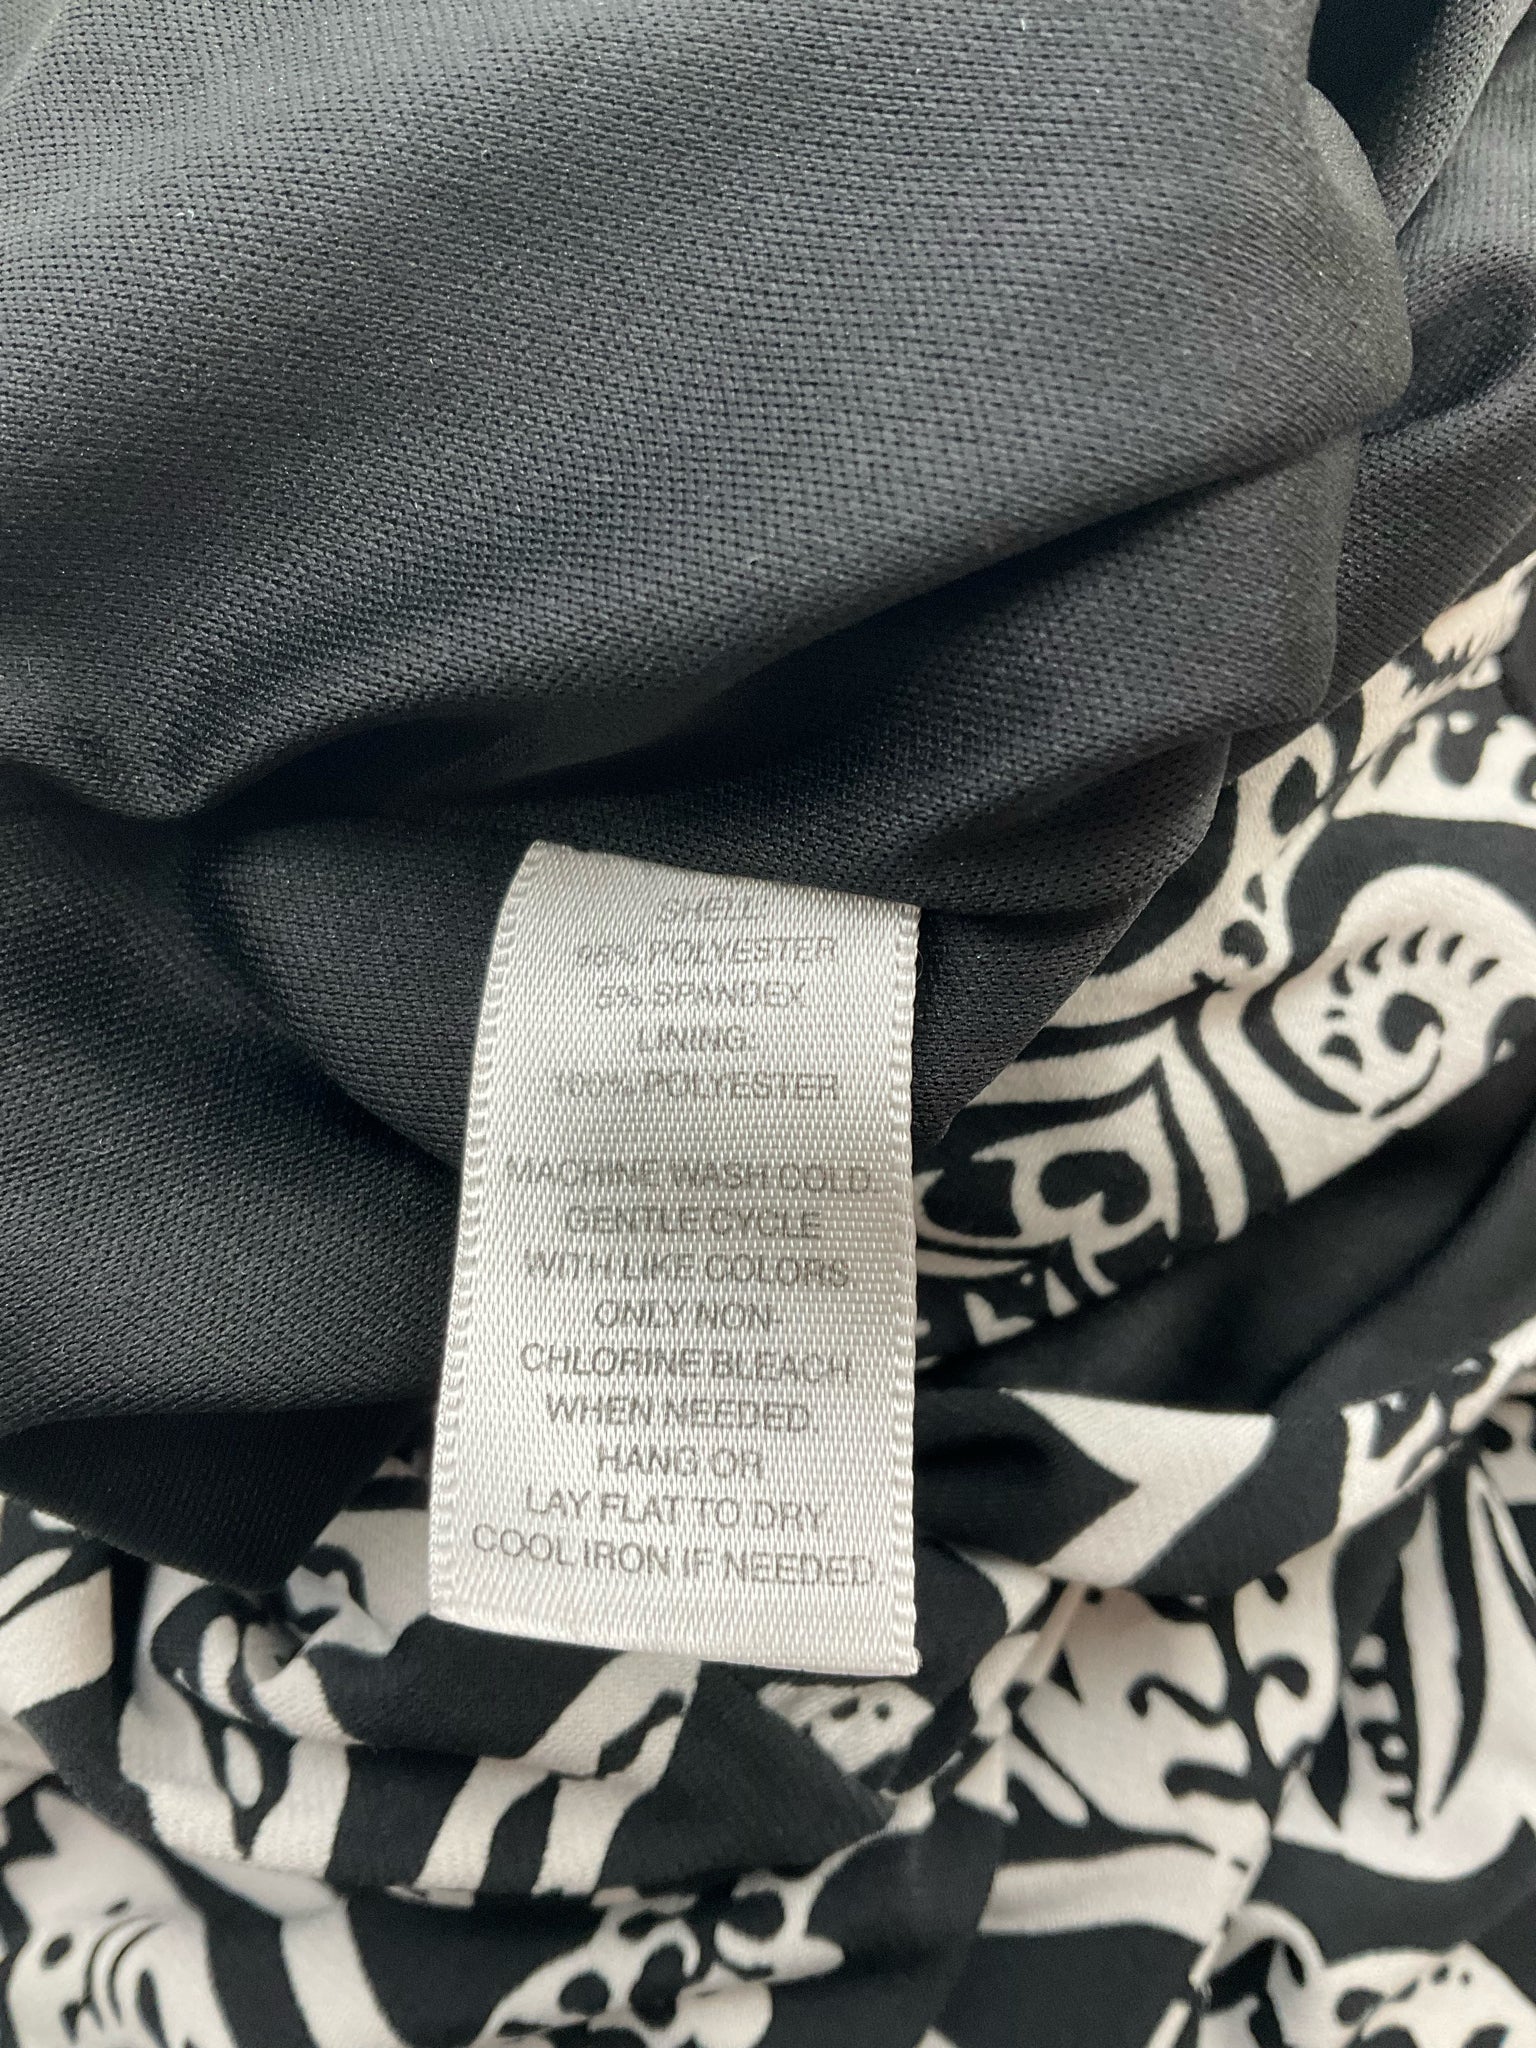 SHELL
95% POLYESTER
5% SPANDEX
LINING:
100% POLYESTER
MACHINE WASH COLD.
GENTLE CYCLE
WITH LIKE COLORS.
ONLY NON-
CHLORINE BLEACH
WHEN NEEDED.
HANG OR
LAY FLAT TO DRY.
COOL IRON IF NEEDED.